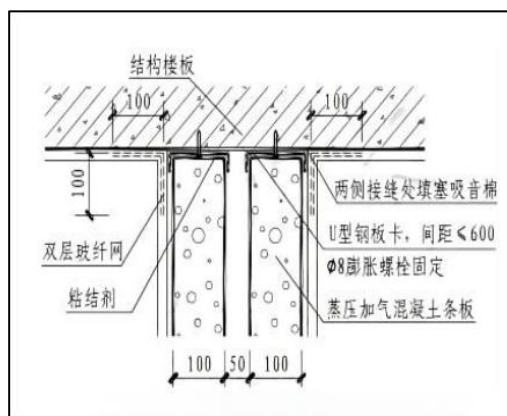 结构楼板
100
100
100
两侧接缝处填塞吸音棉
U型钢板卡，间距≤600
双层玻纤网
Φ8膨胀螺栓固定
粘结剂
蒸压加气混凝土条板
100 50 100